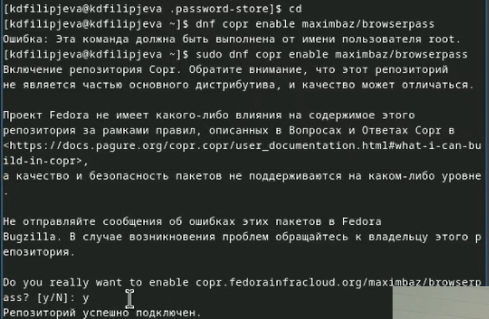 [kdfilipjeva@kdfilipjeva .password-store]$ cd
[kdfilipjeva@kdfilipjeva ~]$ dnf copr enable maximbaz/browserpass
Ошибка: Эта команда должна быть выполнена от имени пользователя root.
[kdfilipjeva@kdfilipjeva ~]$ sudo dnf copr enable maximbaz/browserpass
Включение репозитория Copr. Обратите внимание, что этот репозиторий
не является частью основного дистрибутива, и качество может отличаться.
Проект Fedora не имеет какого-либо влияния на содержимое этого
репозитория за рамками правил, описанных в Вопросах и Ответах Copr в
<https://docs.pagure.org/copr.copr/user_documentation.html#what-i-can-bu
ild-in-copr>,
а качество и безопасность пакетов не поддерживаются на каком-либо уровне
.
Не отправляйте сообщения об ошибках этих пакетов в Fedora
Bugzilla. В случае возникновения проблем обращайтесь к владельцу этого р
епозитория.
Do you really want to enable copr.fedorainfracloud.org/maximbaz/browserp
ass? [y/N]: y
Репозиторий успешно подключен.